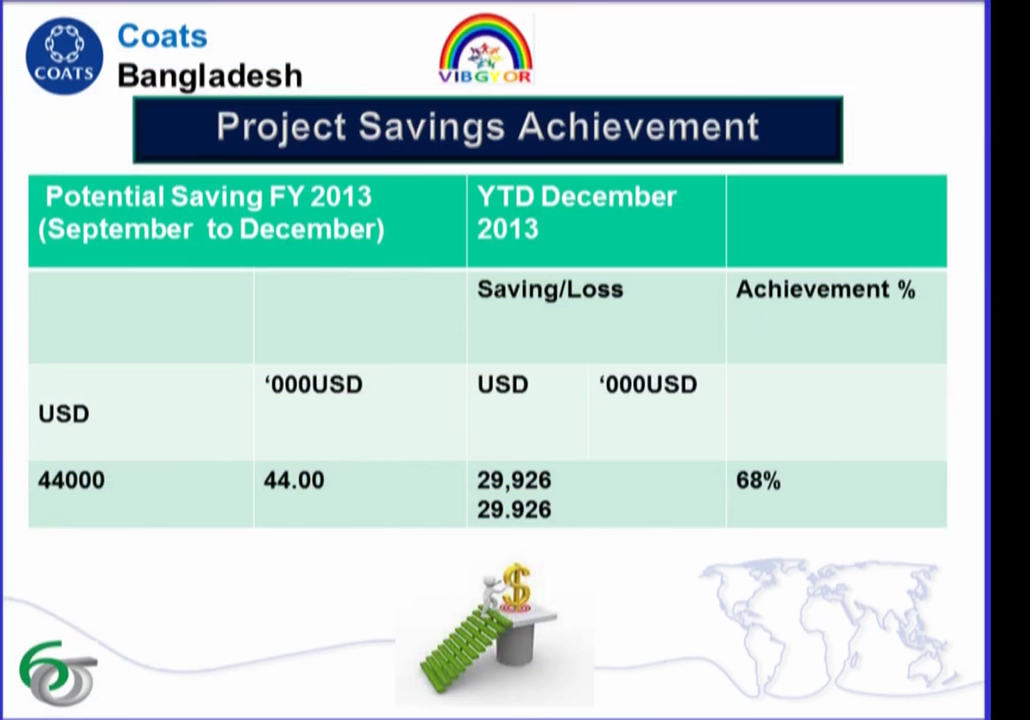 Coats
Bangladesh
COATS
VIBGYOR
Project Savings Achievement
Potential Saving FY 2013
(September to December)
YTD December
2013
Saving/Loss
Achievement %
USD
‘000USD
USD
‘000USD
44000
44.00
29,926
29.926
68%